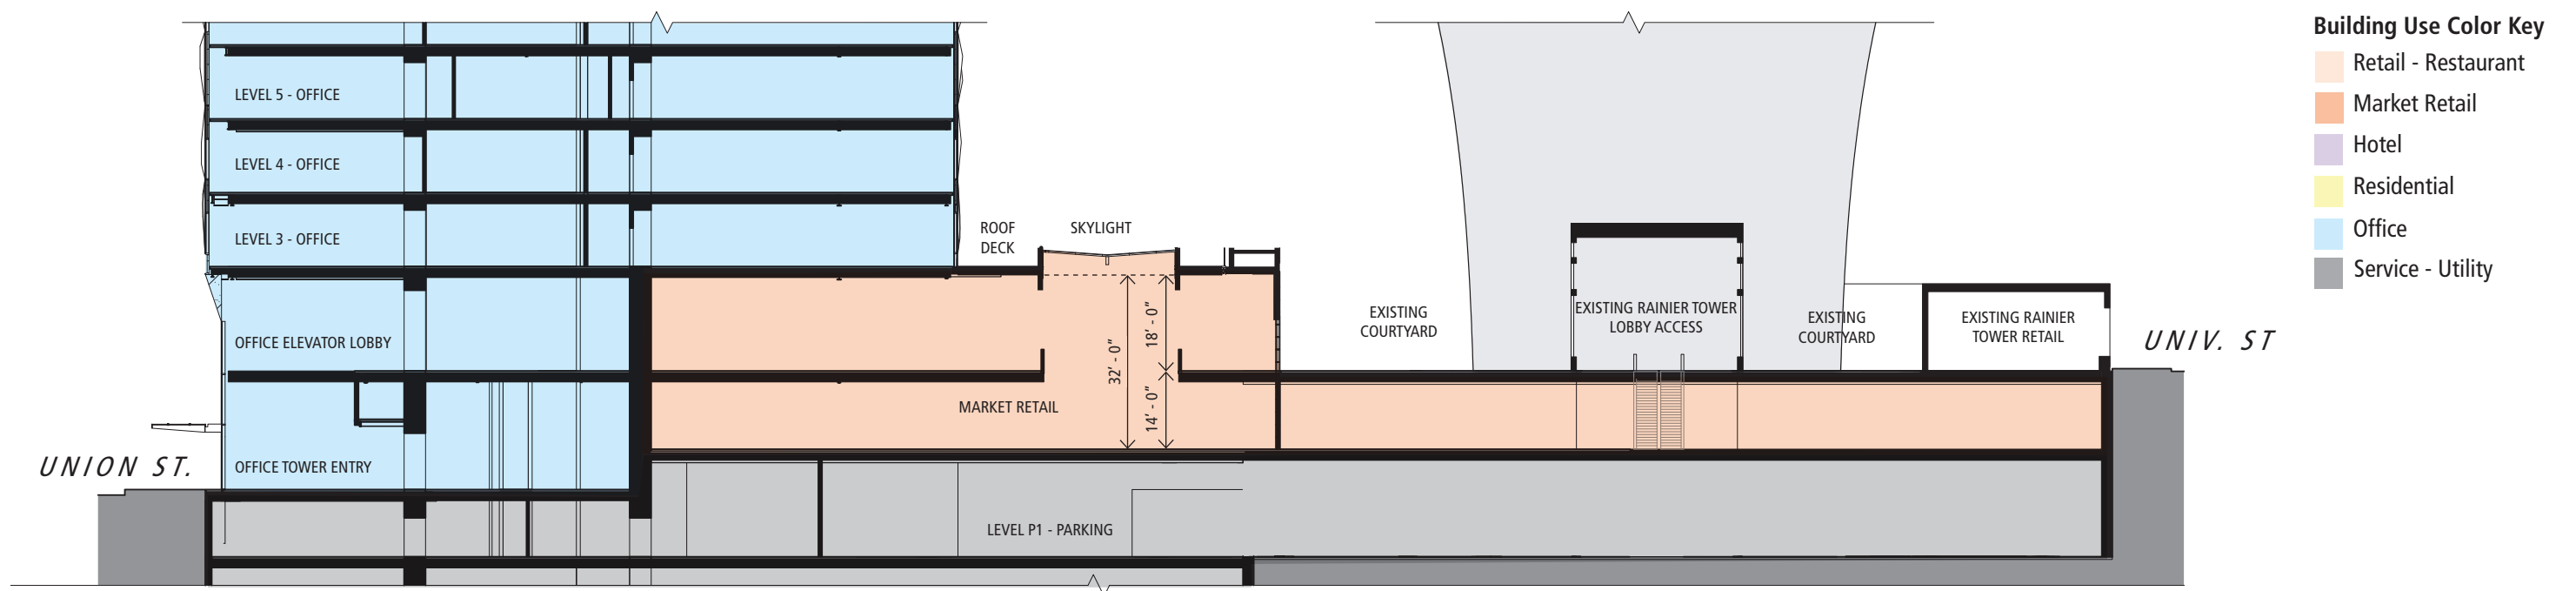 Building Use Color Key
Retail - Restaurant
Market Retail
Hotel
Residential
Office
Service - Utility
LEVEL 5 - OFFICE
LEVEL 4 - OFFICE
LEVEL 3 - OFFICE
ROOF
DECK
SKYLIGHT
OFFICE ELEVATOR LOBBY
32' - 0"
18' - 0"
14' - 0"
MARKET RETAIL
EXISTING
COURTYARD
EXISTING RAINIER TOWER
LOBBY ACCESS
EXISTING
COURTYARD
EXISTING RAINIER
TOWER RETAIL
UNIV. ST
UNION ST.
OFFICE TOWER ENTRY
LEVEL P1 - PARKING